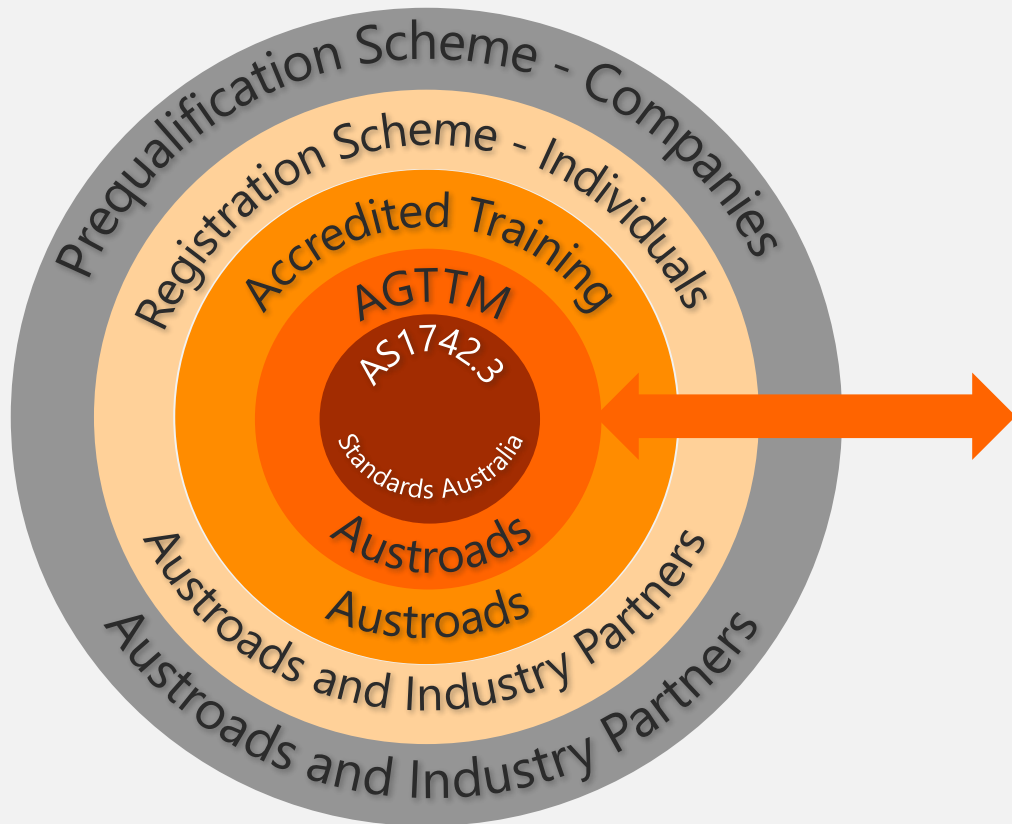 Prequalification Scheme - Companies
Registration Scheme - Individuals
Accredited Training
AGTTM
AS1742.3
Standards Australia
Austroads
Austroads
Austroads and Industry Partners
Austroads and Industry Partners